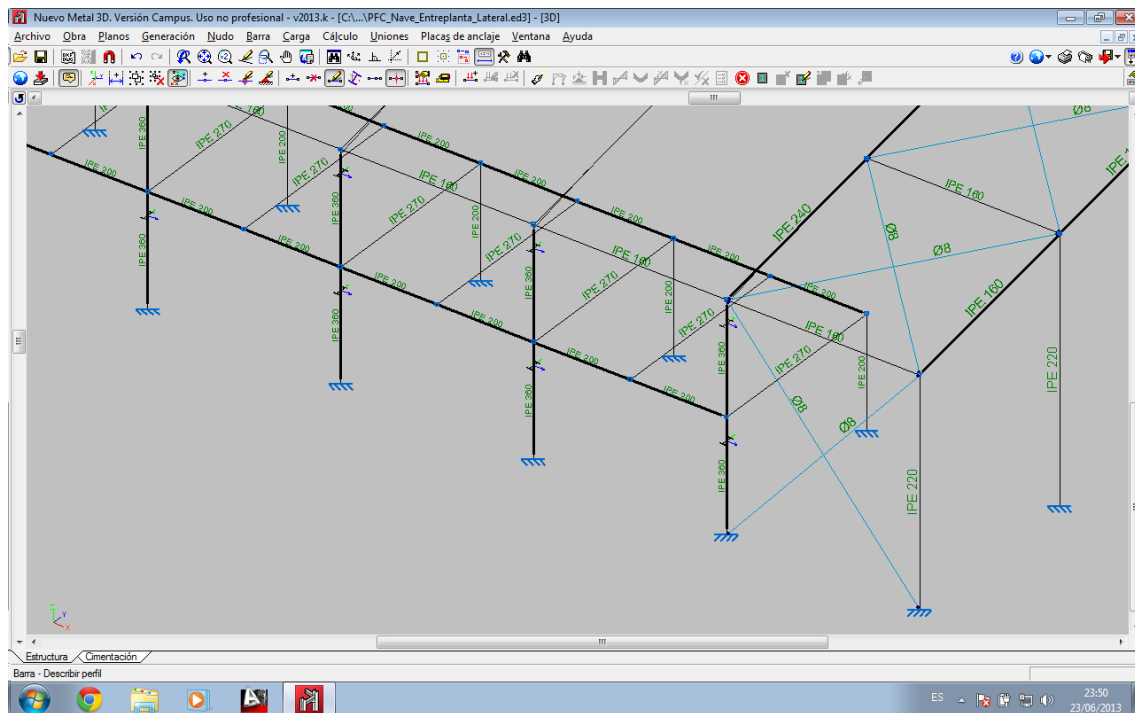 Nuevo Metal 3D. Versión Campus. Uso no profesional - v2013.k - [C:\...\PFC_Nave_Entreplanta_Lateral.ed3] - [3D]
Archivo Obra Planos Generación Nudo Barra Carga Cálculo Uniones Placas de anclaje Ventana Ayuda
IPE 360
IPE 270
IPE 200
IPE 270
IPE 160
IPE 200
Ø8
IPE 200
IPE 200
IPE 360
IPE 270
IPE 160
IPE 200
IPE 160
IPE 200
IPE 200
IPE 240
Ø8
Ø8
IPE 360
IPE 200
IPE 360
IPE 270
IPE 270
IPE 160
IPE 200
IPE 160
IPE 200
IPE 360
IPE 200
IPE 270
IPE 270
IPE 160
IPE 200
IPE 220
IPE 360
IPE 200
IPE 360
IPE 200
Ø8
Ø8
IPE 360
IPE 220
Estructura Cimentación
Barra - Describir perfil
ES
23:50
23/06/2013